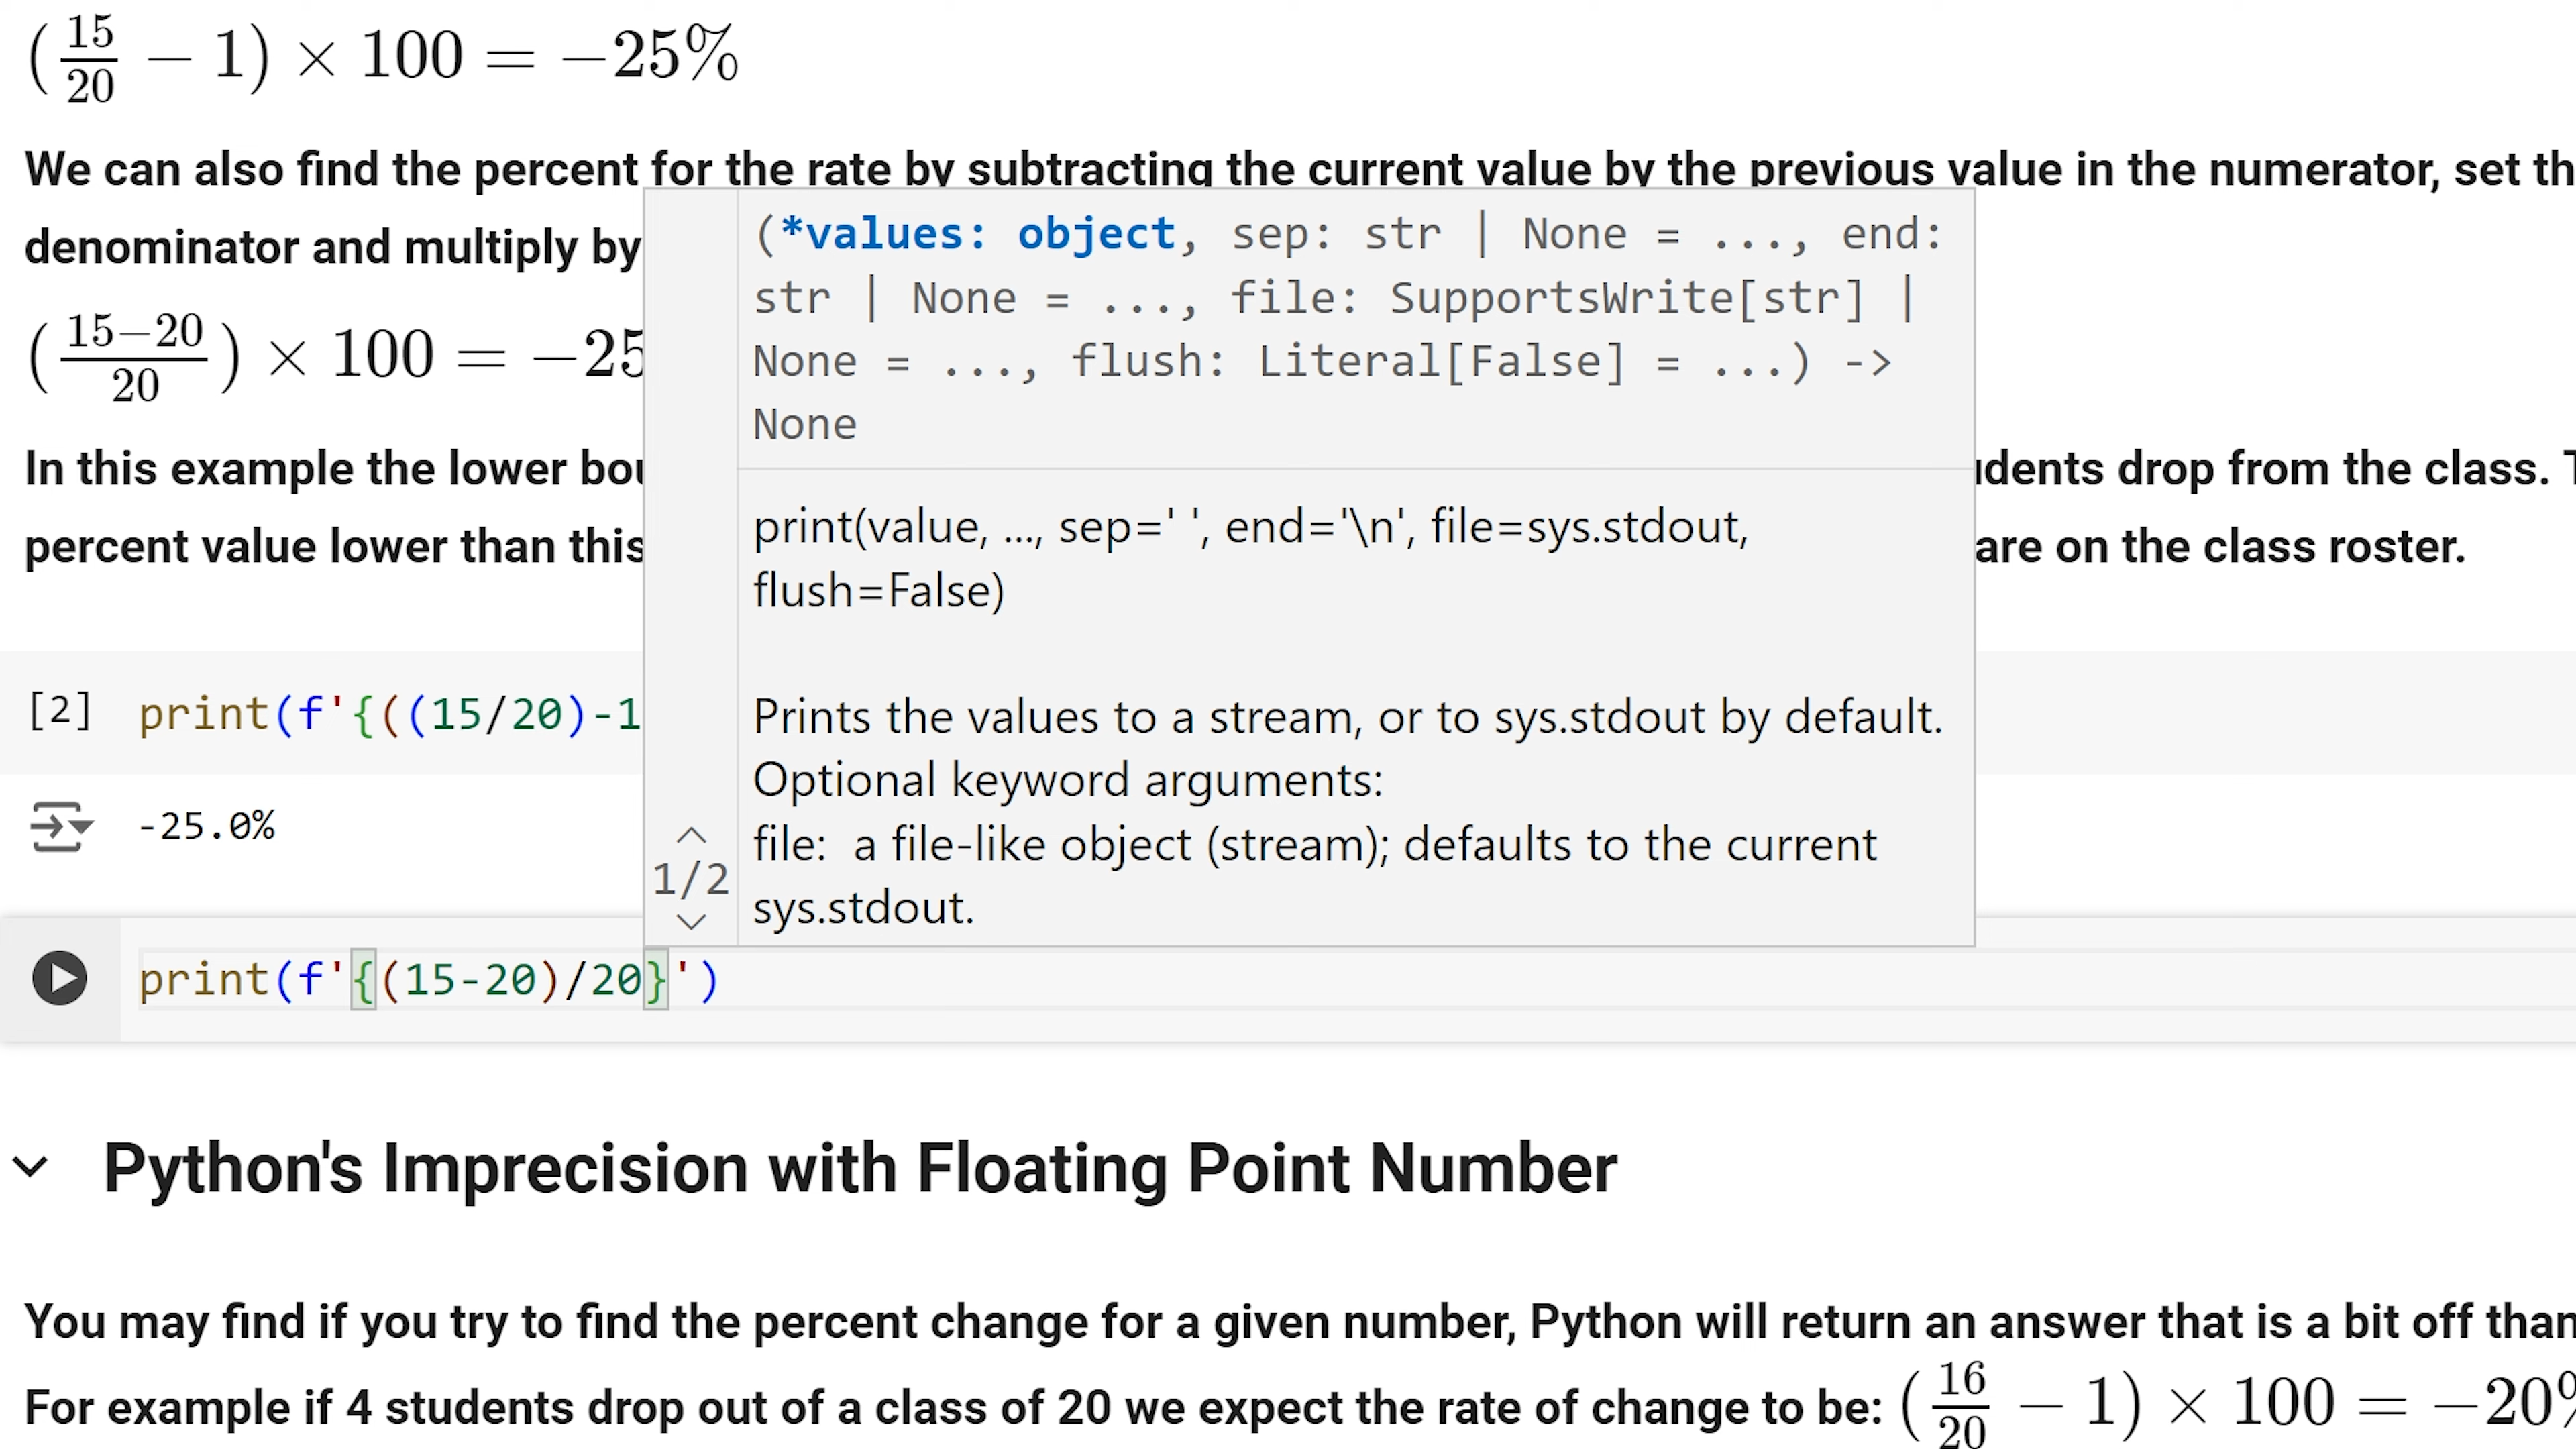 (15/20 − 1) × 100 = −25%
We can also find the percent for the rate by subtracting the current value by the previous value in the numerator, set th
denominator and multiply by
(15−20/20) × 100 = −25
(*values: object, sep: str | None = ..., end:
str | None = ..., file: SupportsWrite[str] |
None = ..., flush: Literal[False] = ...) ->
None
print(value, ..., sep=' ', end='\n', file=sys.stdout,
flush=False)
Prints the values to a stream, or to sys.stdout by default.
Optional keyword arguments:
file: a file-like object (stream); defaults to the current
sys.stdout.
1/2
In this example the lower bou dents drop from the class. T
percent value lower than this are on the class roster.
[2] print(f'{((15/20)-1
-25.0%
print(f'{(15-20)/20}')
Python's Imprecision with Floating Point Number
You may find if you try to find the percent change for a given number, Python will return an answer that is a bit off than
For example if 4 students drop out of a class of 20 we expect the rate of change to be: (16/20 − 1) × 100 = −20%